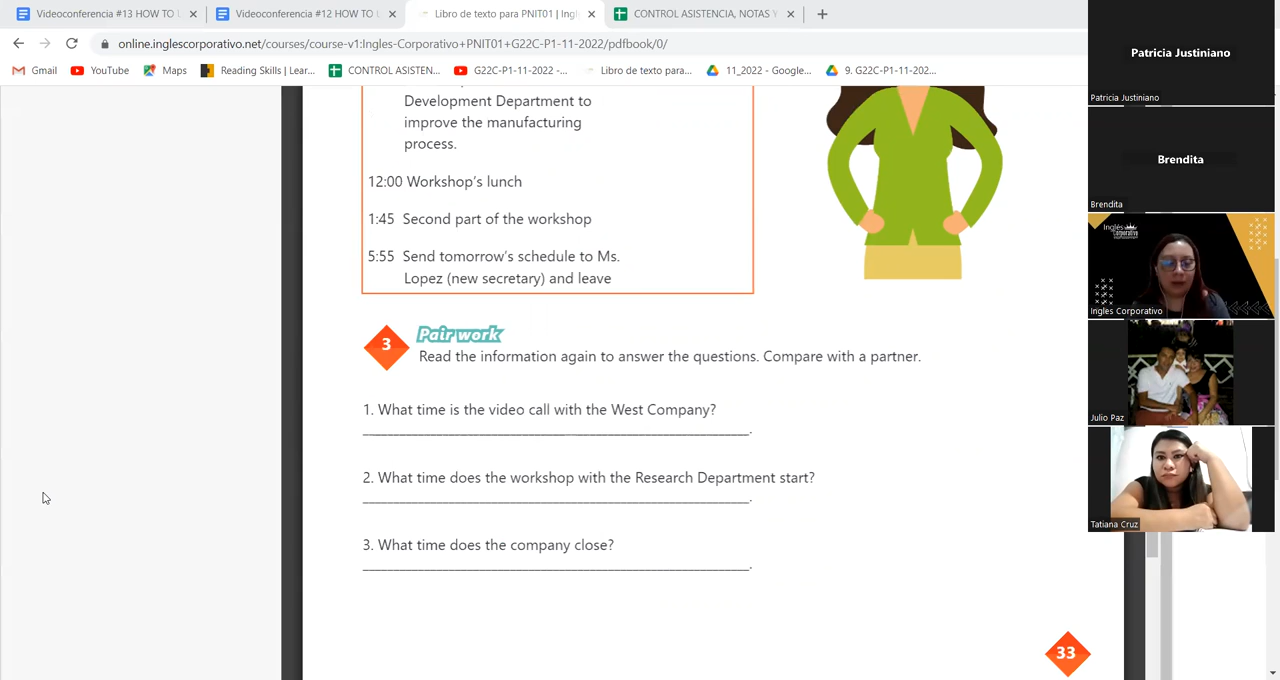 Videoconferencia #13 HOW TO U
Videoconferencia #12 HOW TO U
Libro de texto para PNIT01 | Ingl
CONTROL ASISTENCIA, NOTAS Y
online.inglescorporativo.net/courses/course-v1:Ingles-Corporativo+PNIT01+G22C-P1-11-2022/pdfbook/0/
Gmail
YouTube
Maps
Reading Skills | Lear...
CONTROL ASISTEN...
G22C-P1-11-2022 -...
Libro de texto para...
11_2022 - Google...
9. G22C-P1-11-202...
Development Department to
improve the manufacturing
process.
12:00 Workshop's lunch
1:45 Second part of the workshop
5:55 Send tomorrow's schedule to Ms.
Lopez (new secretary) and leave
3
Pair work
Read the information again to answer the questions. Compare with a partner.
1. What time is the video call with the West Company?
2. What time does the workshop with the Research Department start?
3. What time does the company close?
33
Patricia Justiniano
Patricia Justiniano
Brendita
Brendita
Inglés
Corporativo
Ingles Corporativo
Julio Paz
Tatiana Cruz